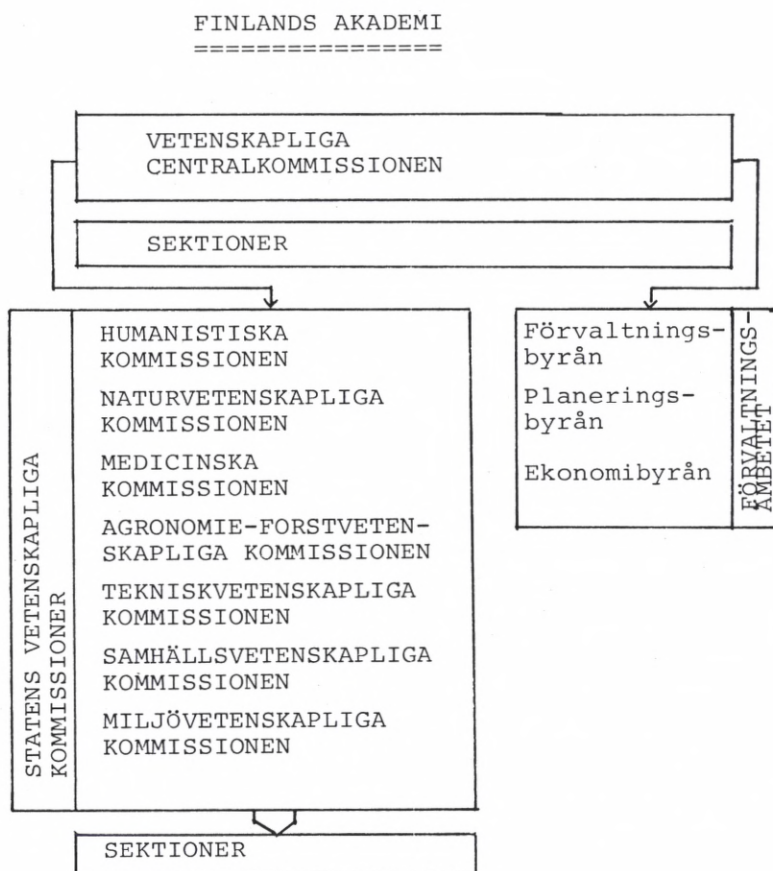 FINLANDS AKADEMI
================
VETENSKAPLIGA
CENTRALKOMMISSIONEN
SEKTIONER
STATENS VETENSKAPLIGA
KOMMISSIONER
HUMANISTISKA
KOMMISSIONEN
NATURVETENSKAPLIGA
KOMMISSIONEN
MEDICINSKA
KOMMISSIONEN
AGRONOMIE-FORSTVETEN-
SKAPLIGA KOMMISSIONEN
TEKNISKVETENSKAPLIGA
KOMMISSIONEN
SAMHÄLLSVETENSKAPLIGA
KOMMISSIONEN
MILJÖVETENSKAPLIGA
KOMMISSIONEN
SEKTIONER
Förvaltnings-
byrån
Planerings-
byrån
Ekonomibyrån
FÖRVALTNINGS-
ÄMBETET